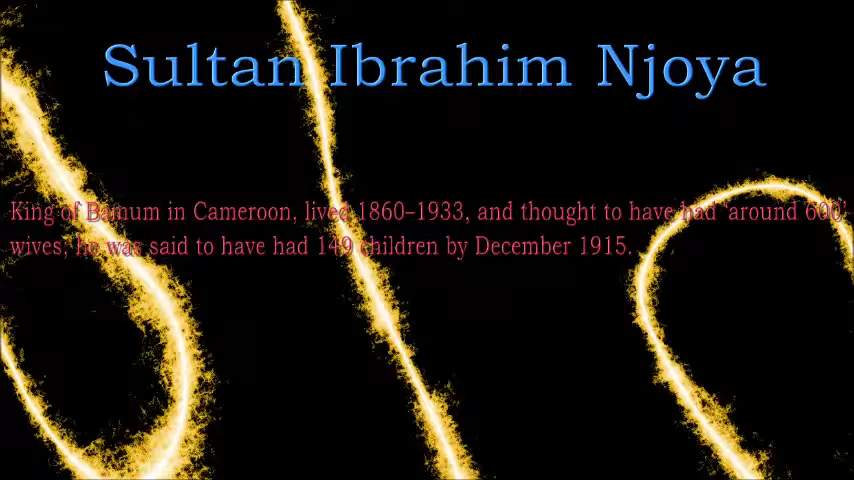 Sultan Ibrahim Njoya
King of Bamum in Cameroon, lived 1860–1933, and thought to have had 'around 600'
wives; he was said to have had 149 children by December 1915.